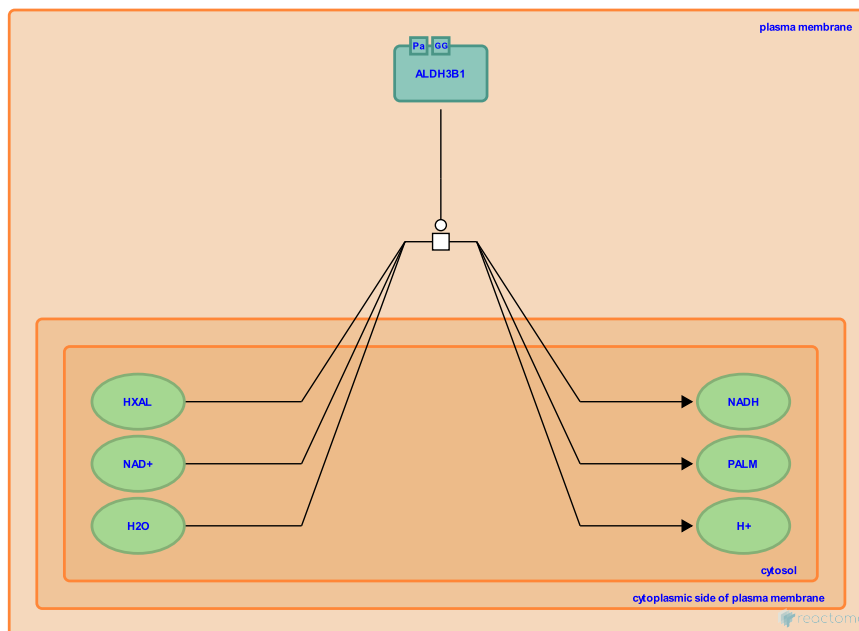 plasma membrane
Pa GG
ALDH3B1
HXAL
NADH
NAD+
PALM
H2O
H+
cytosol
cytoplasmic side of plasma membrane
reactome